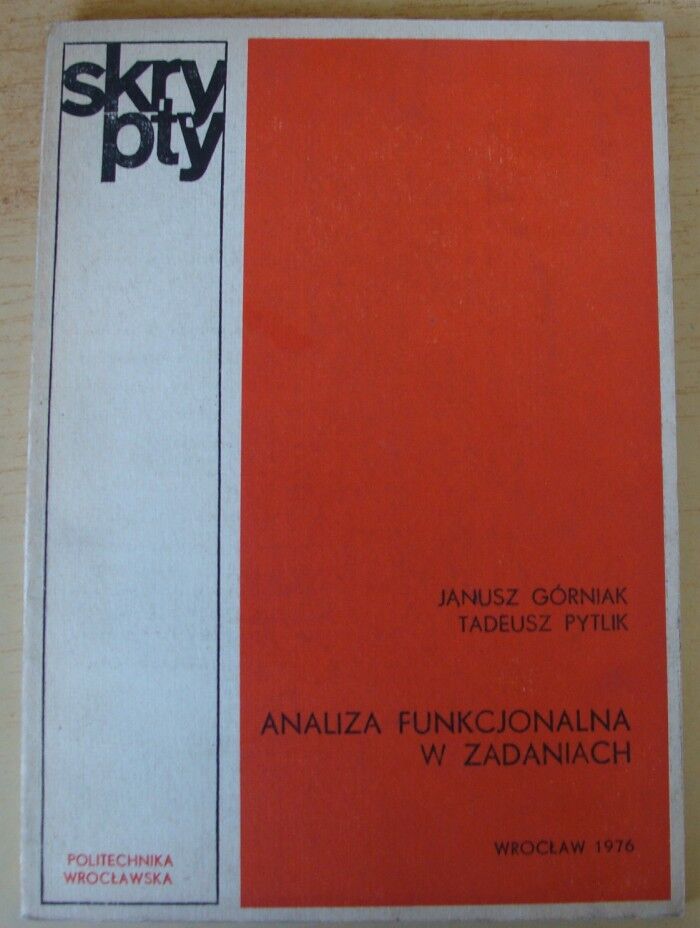 skry
pty
JANUSZ GÓRNIAK
TADEUSZ PYTLIK
ANALIZA FUNKCJONALNA
W ZADANIACH
WROCŁAW 1976
POLITECHNIKA
WROCŁAWSKA